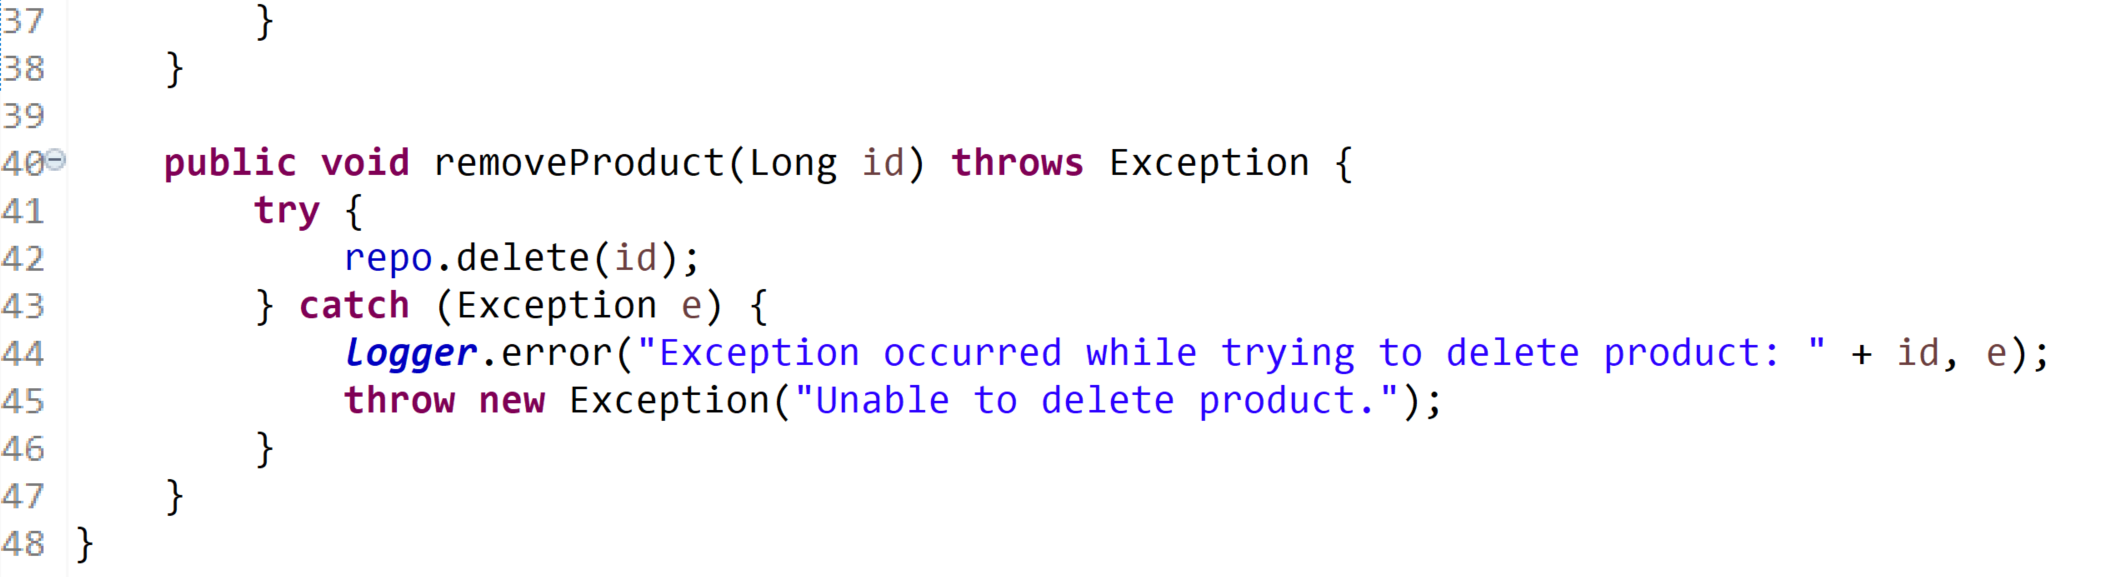 37        }
38    }
39
40    public void removeProduct(Long id) throws Exception {
41        try {
42            repo.delete(id);
43        } catch (Exception e) {
44            logger.error("Exception occurred while trying to delete product: " + id, e);
45            throw new Exception("Unable to delete product.");
46        }
47    }
48 }